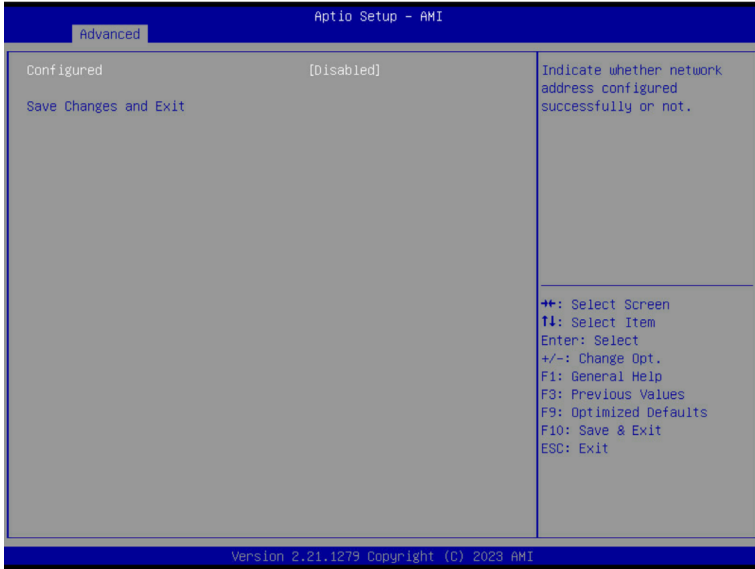 Aptio Setup – AMI
Advanced
Configured [Disabled]
Save Changes and Exit
Indicate whether network
address configured
successfully or not.
→←: Select Screen
↑↓: Select Item
Enter: Select
+/-: Change Opt.
F1: General Help
F3: Previous Values
F9: Optimized Defaults
F10: Save & Exit
ESC: Exit
Version 2.21.1279 Copyright (C) 2023 AMI